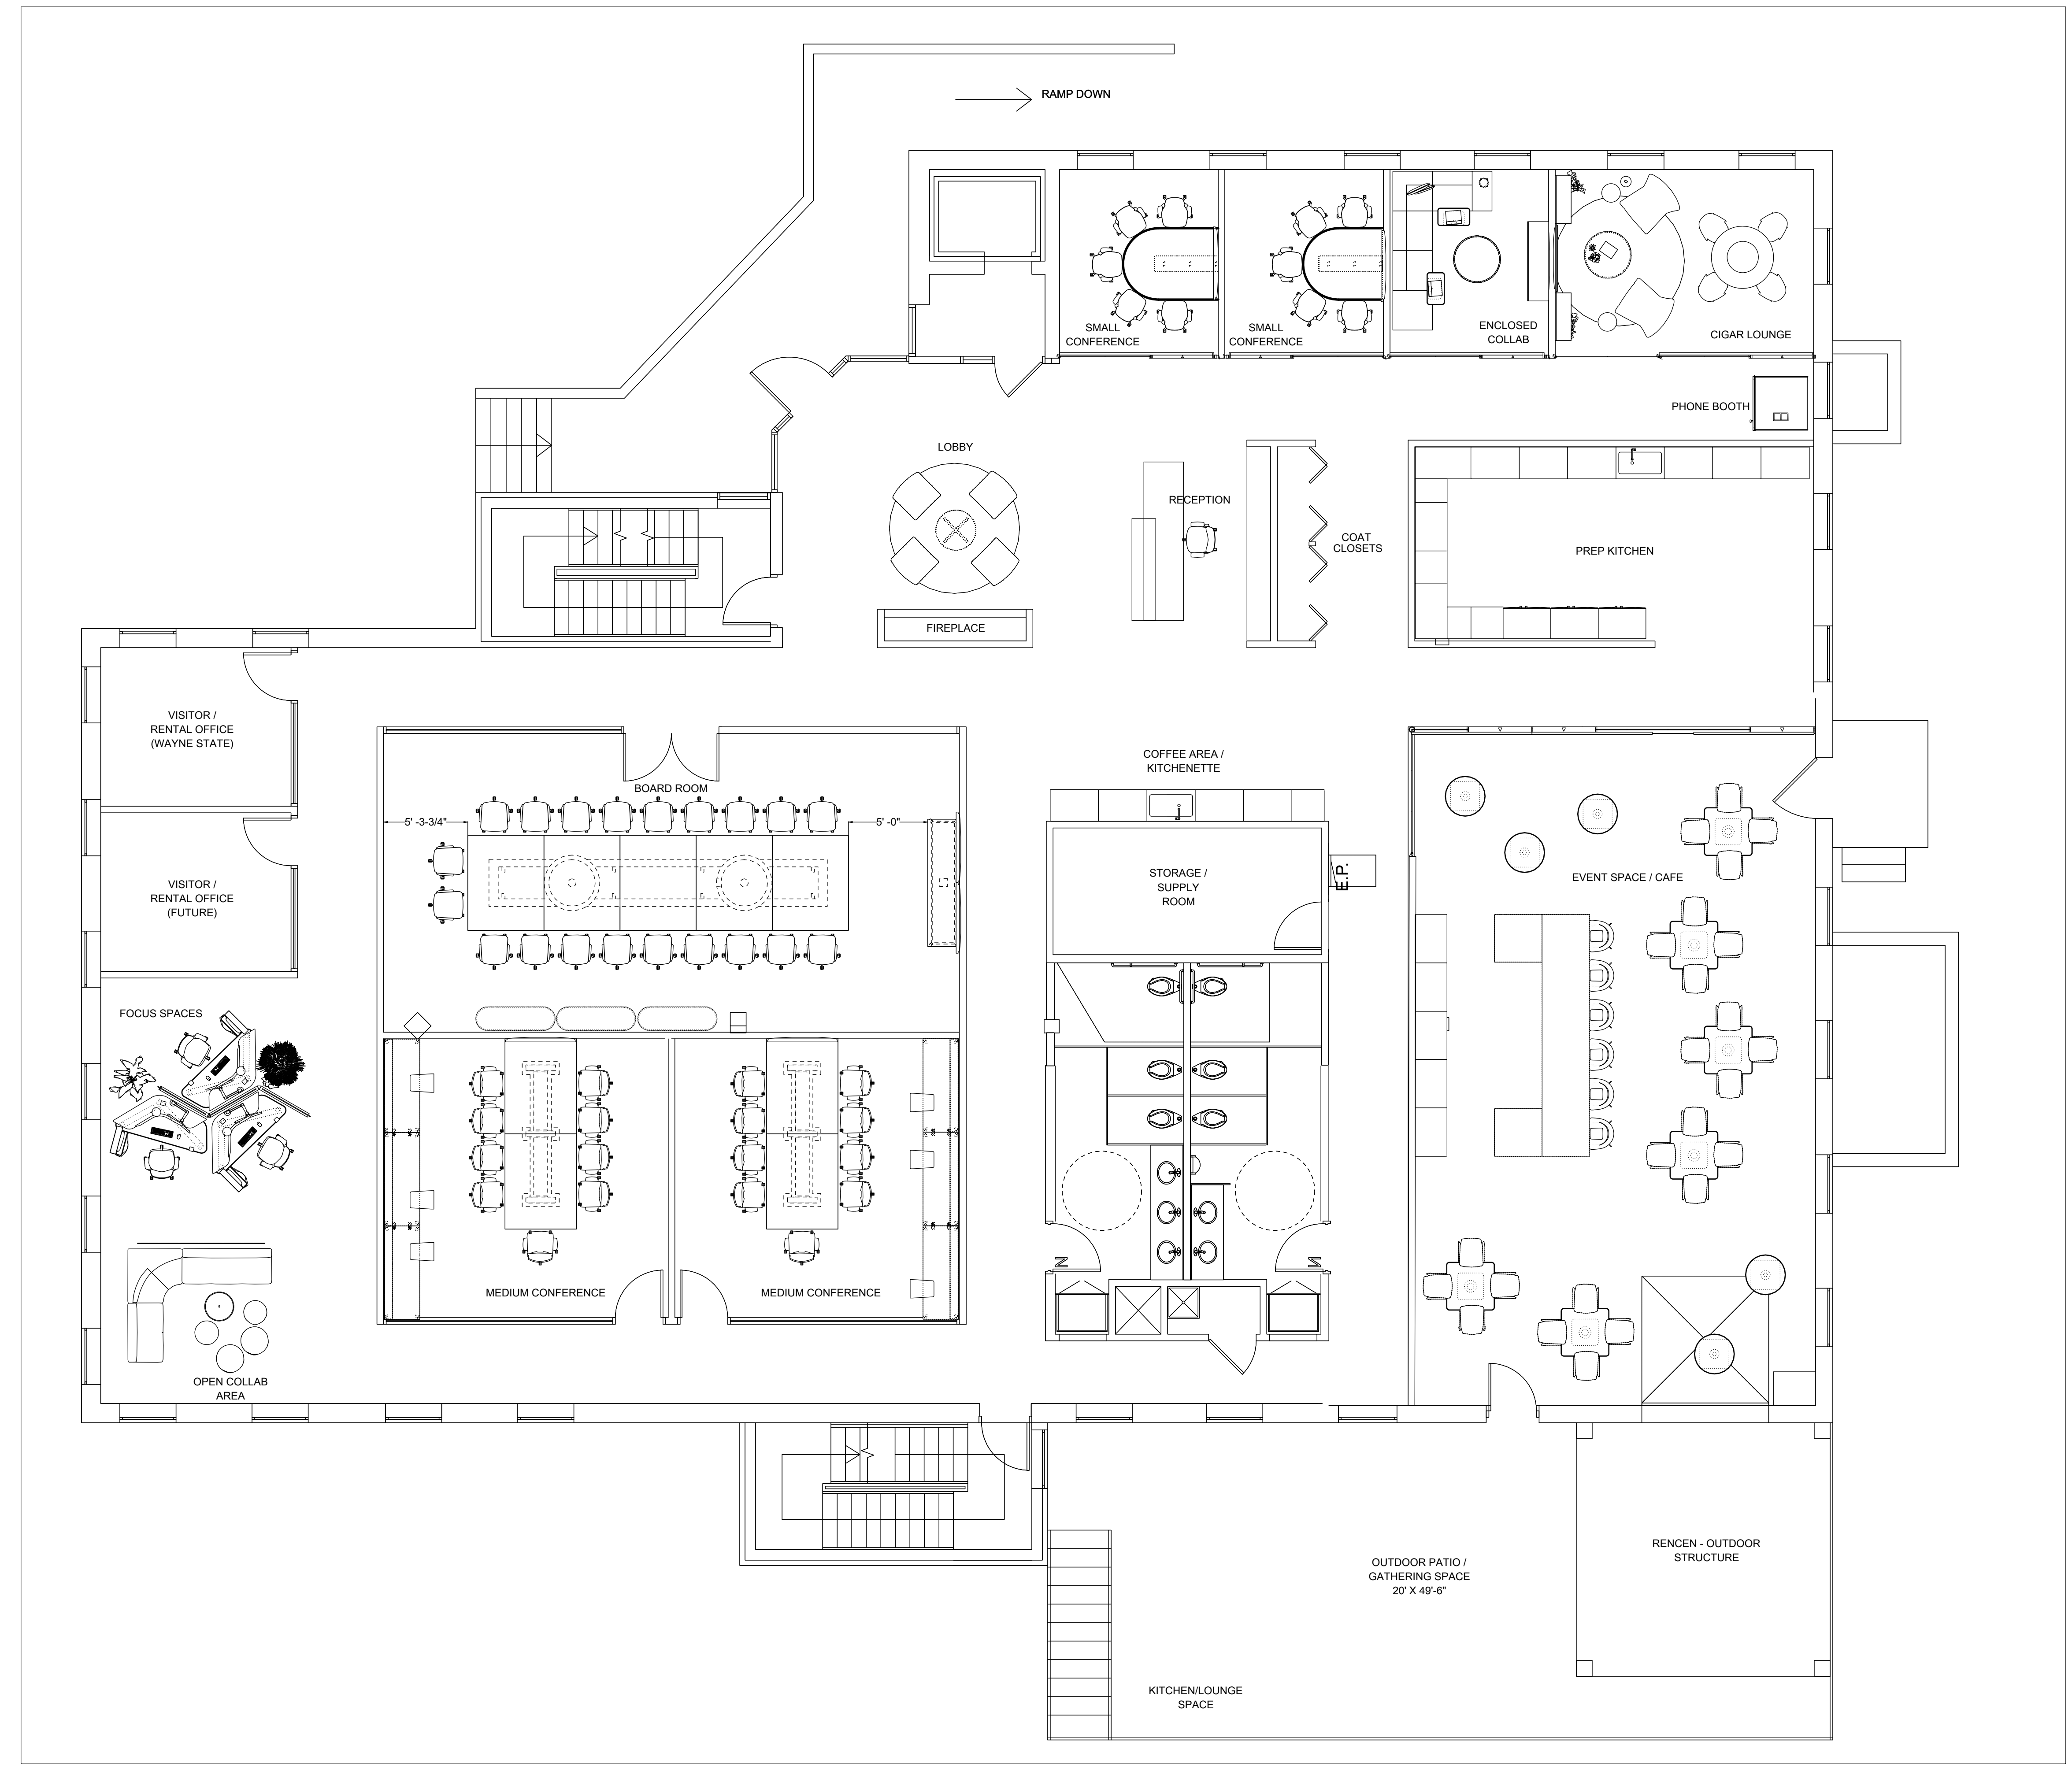 RAMP DOWN
SMALL
CONFERENCE
SMALL
CONFERENCE
ENCLOSED
COLLAB
CIGAR LOUNGE
PHONE BOOTH
LOBBY
RECEPTION
COAT
CLOSETS
PREP KITCHEN
FIREPLACE
VISITOR /
RENTAL OFFICE
(WAYNE STATE)
COFFEE AREA /
KITCHENETTE
BOARD ROOM
5' -3-3/4"
5' -0"
STORAGE /
SUPPLY
ROOM
E.P.
EVENT SPACE / CAFE
VISITOR /
RENTAL OFFICE
(FUTURE)
FOCUS SPACES
MEDIUM CONFERENCE
MEDIUM CONFERENCE
OPEN COLLAB
AREA
OUTDOOR PATIO /
GATHERING SPACE
20' X 49'-6"
RENCEN - OUTDOOR
STRUCTURE
KITCHEN/LOUNGE
SPACE